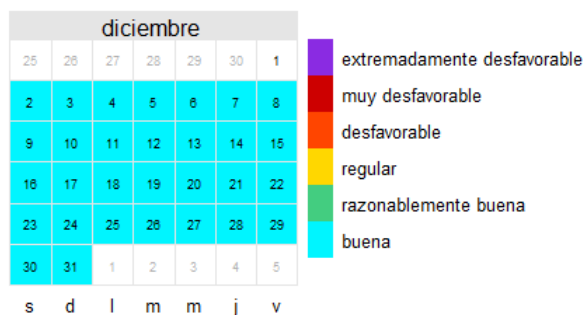 diciembre
25 26 27 28 29 30 1
2 3 4 5 6 7 8
9 10 11 12 13 14 15
16 17 18 19 20 21 22
23 24 25 26 27 28 29
30 31 1 2 3 4 5
s d l m m j v
extremadamente desfavorable
muy desfavorable
desfavorable
regular
razonablemente buena
buena